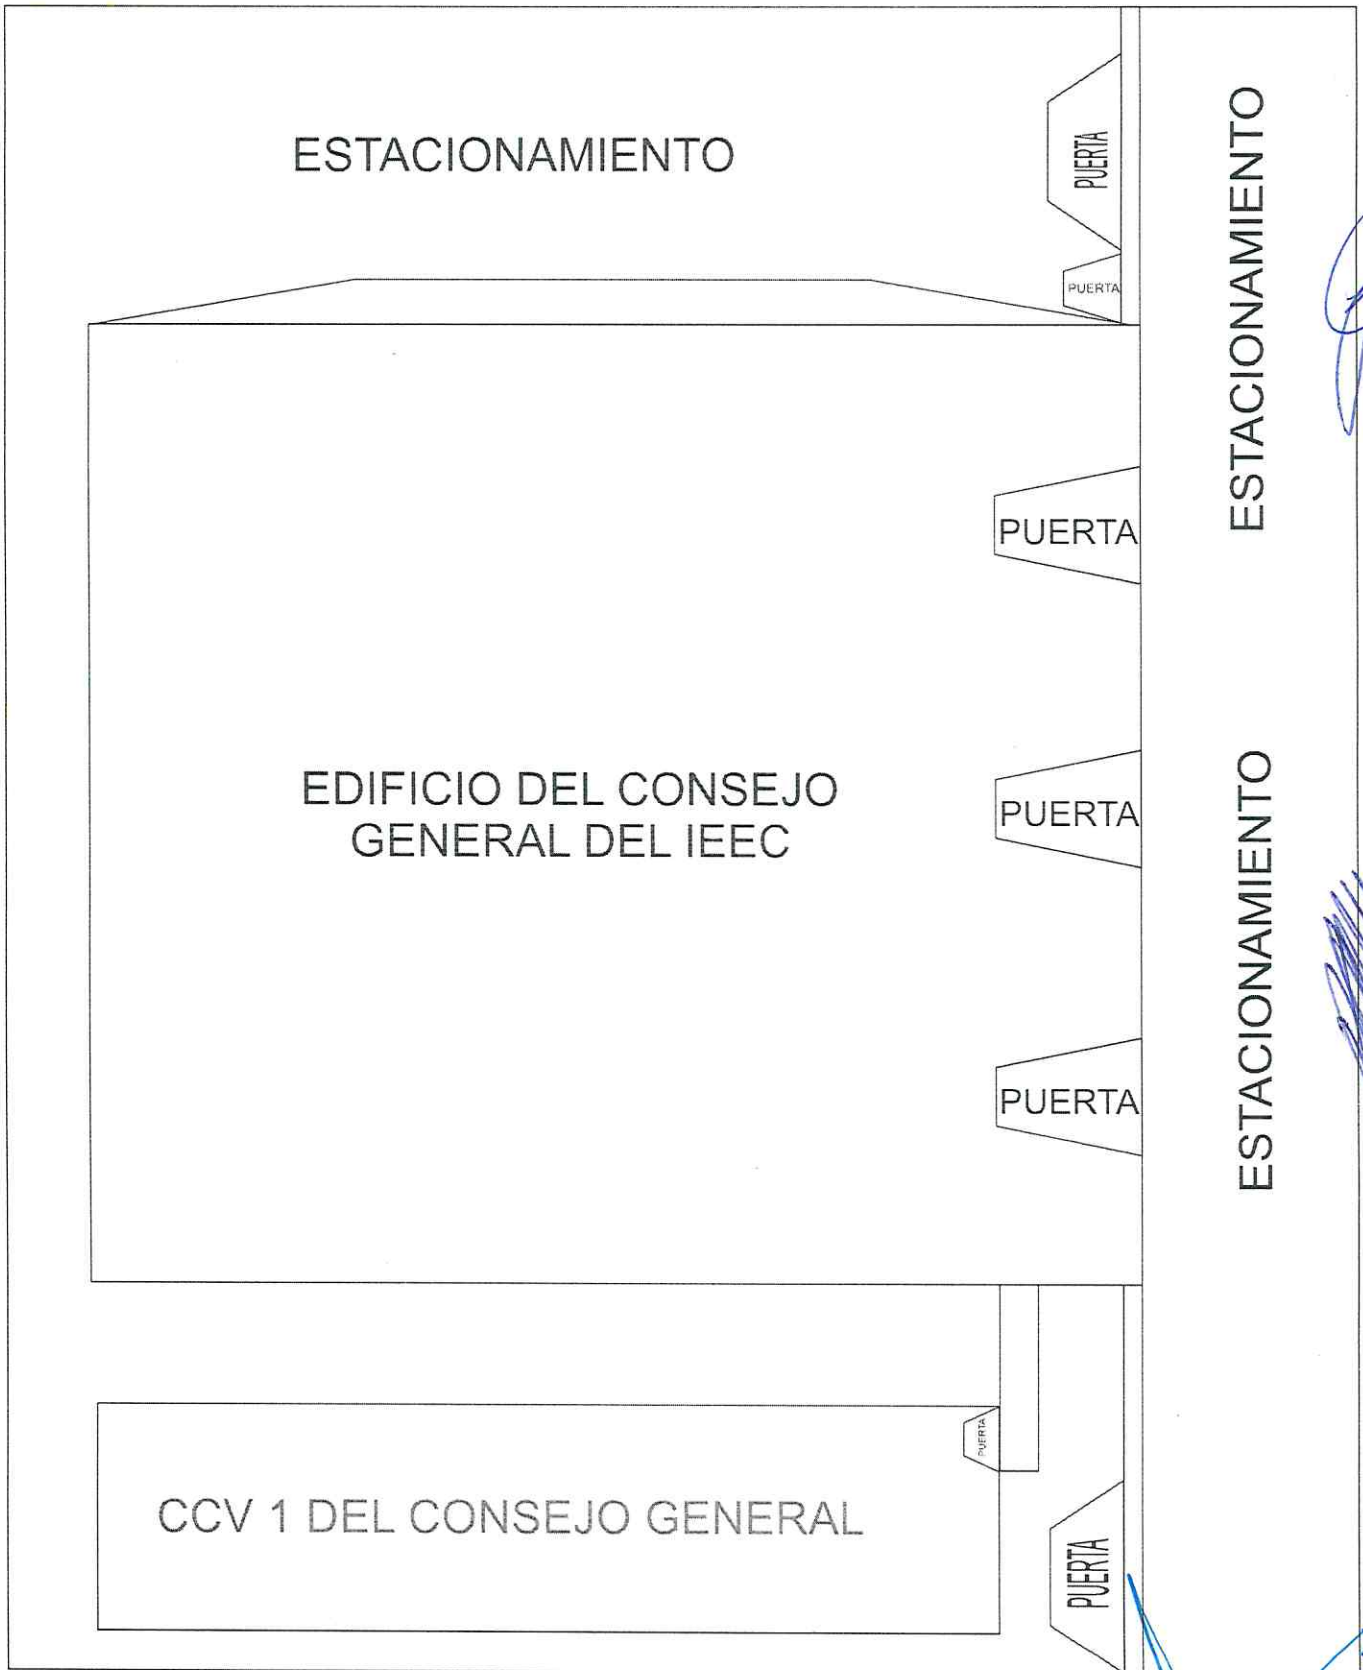 ESTACIONAMIENTO
PUERTA
ESTACIONAMIENTO
PUERTA
PUERTA
EDIFICIO DEL CONSEJO
GENERAL DEL IEEC
PUERTA
ESTACIONAMIENTO
PUERTA
PUERTA
CCV 1 DEL CONSEJO GENERAL
PUERTA